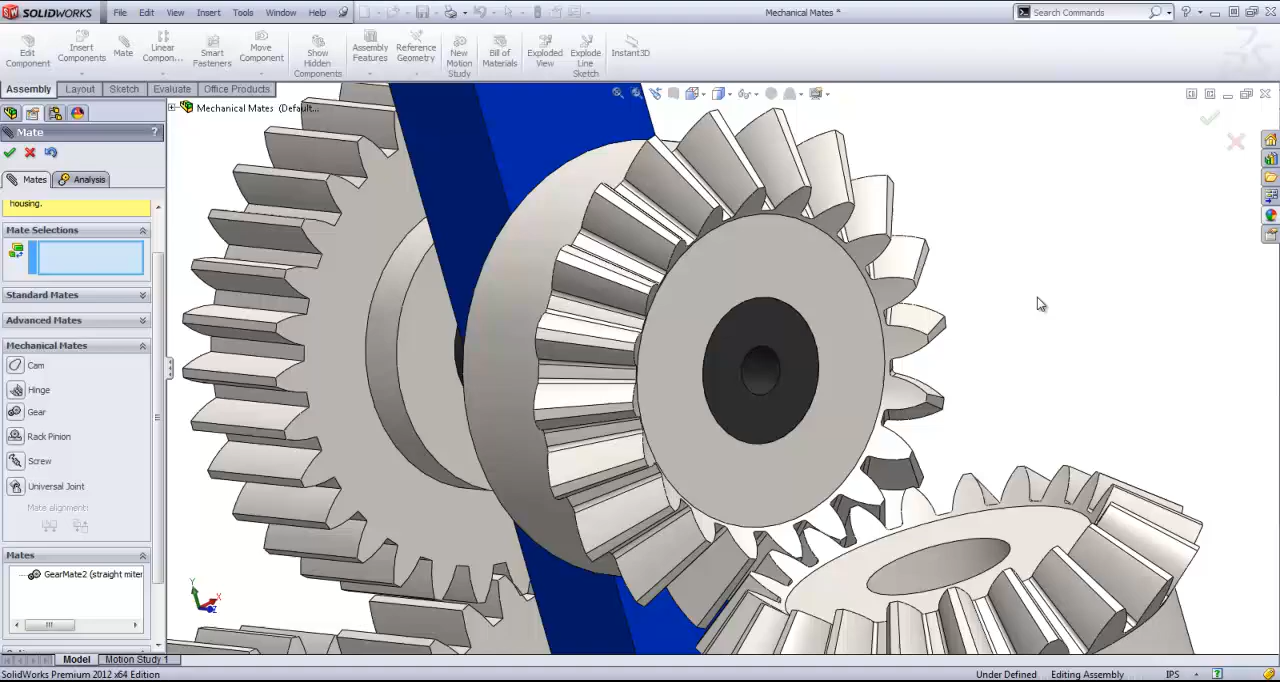 SOLIDWORKS File Edit View Insert Tools Window Help Mechanical Mates * Search Commands
Edit Component
Insert Components
Mate
Linear Compon...
Smart Fasteners
Move Component
Show Hidden Components
Assembly Features
Reference Geometry
New Motion Study
Bill of Materials
Exploded View
Explode Line Sketch
Instant3D
Assembly Layout Sketch Evaluate Office Products
Mechanical Mates (Default...
Mate ?
Mates Analysis
housing.
Mate Selections
Standard Mates
Advanced Mates
Mechanical Mates
Cam
Hinge
Gear
Rack Pinion
Screw
Universal Joint
Mate alignment:
Mates
GearMate2 (straight miter
Y
X
Z
Model Motion Study 1
SolidWorks Premium 2012 x64 Edition Under Defined Editing Assembly IPS